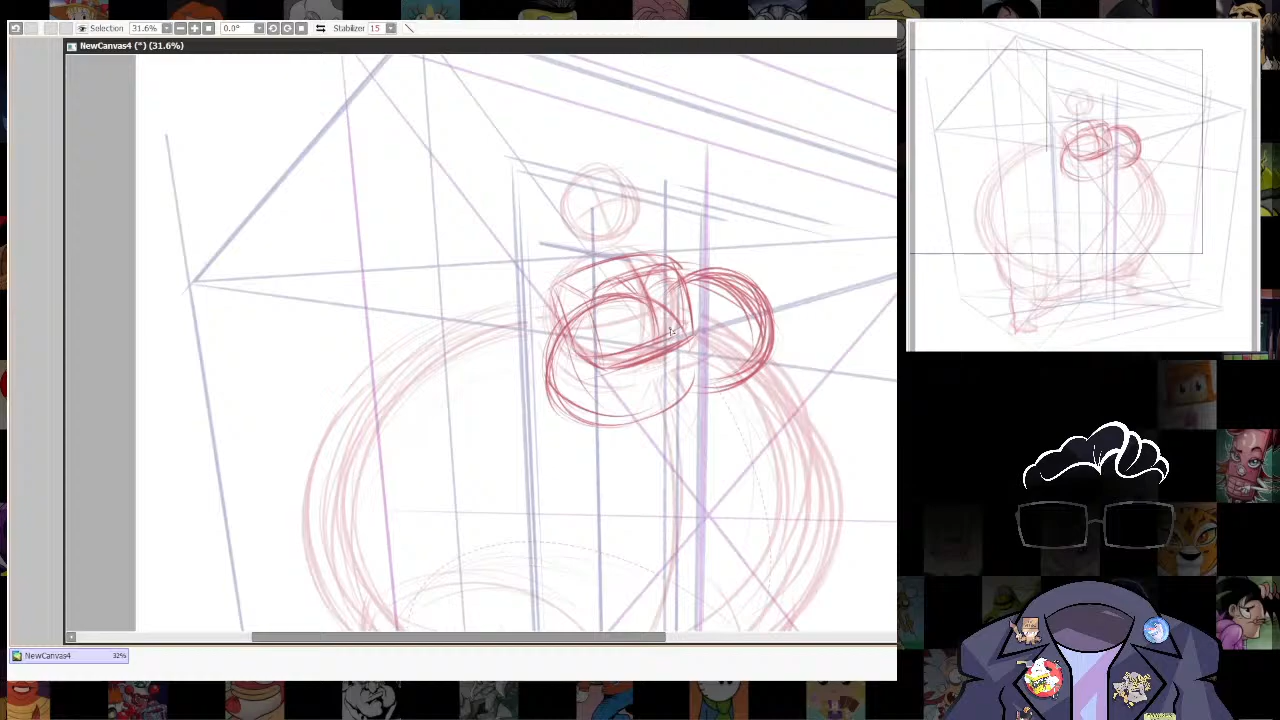 Selection 31.6% 0.0° Stabilizer 15
NewCanvas4 (*) (31.6%)
NewCanvas4 32%